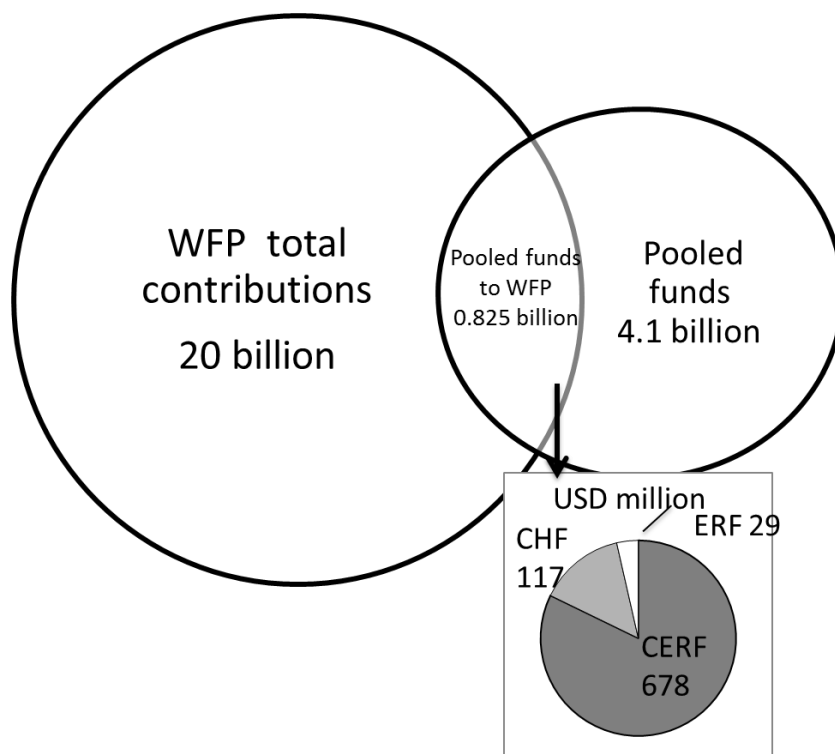 WFP total
contributions
20 billion
Pooled funds
to WFP
0.825 billion
Pooled
funds
4.1 billion
USD million
ERF 29
CHF
117
CERF
678